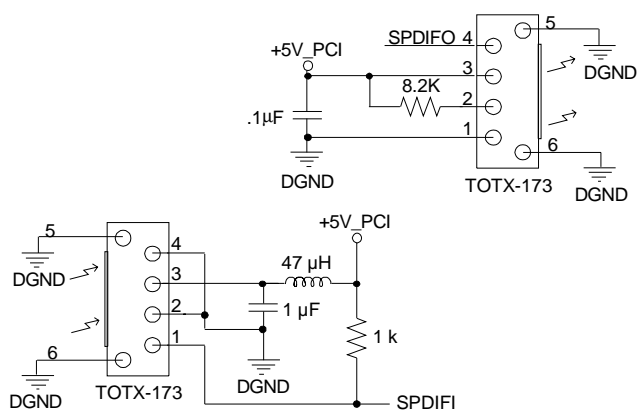 SPDIFO
4
5
DGND
+5V_PCI
3
8.2K
2
.1µF
1
6
DGND
TOTX-173
DGND
+5V_PCI
5
4
47 µH
DGND
3
2
1 µF
1
1 k
6
DGND
DGND
TOTX-173
SPDIFI